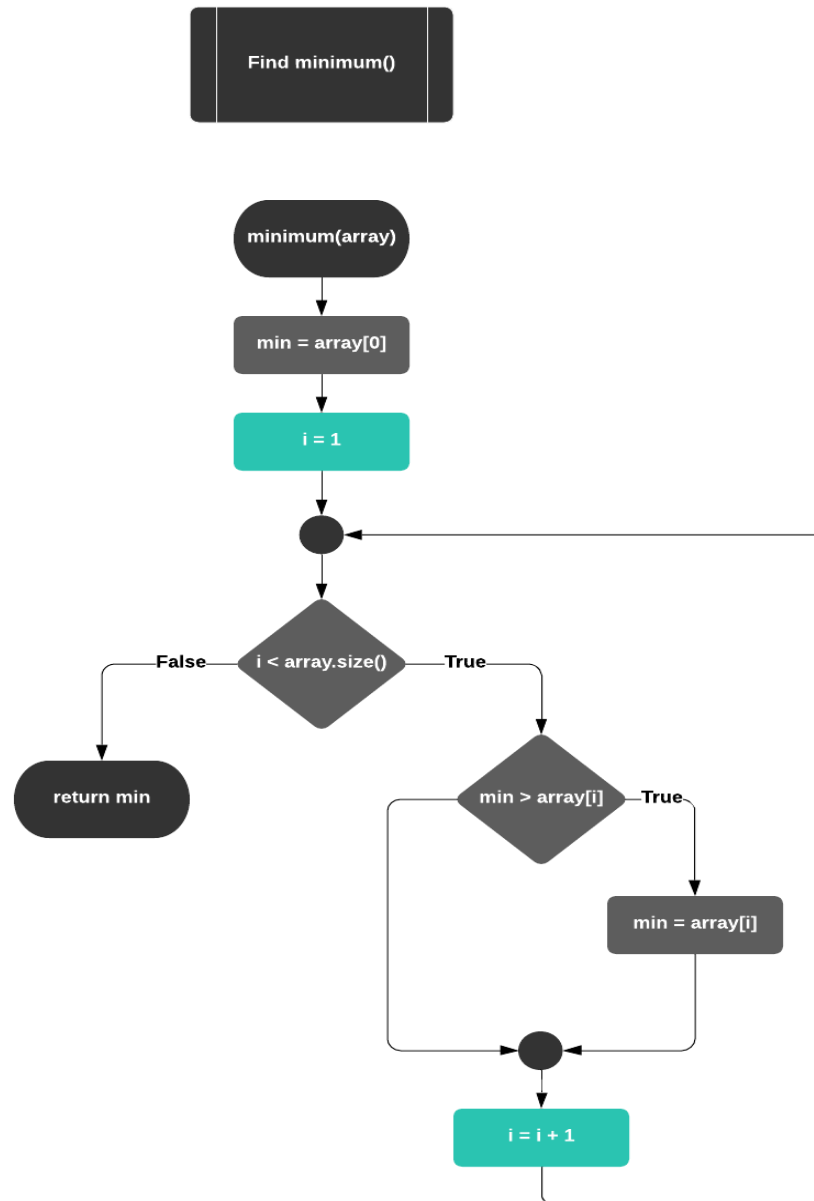 Find minimum()
minimum(array)
min = array[0]
i = 1
i < array.size()
False
True
return min
min > array[i]
True
min = array[i]
i = i + 1